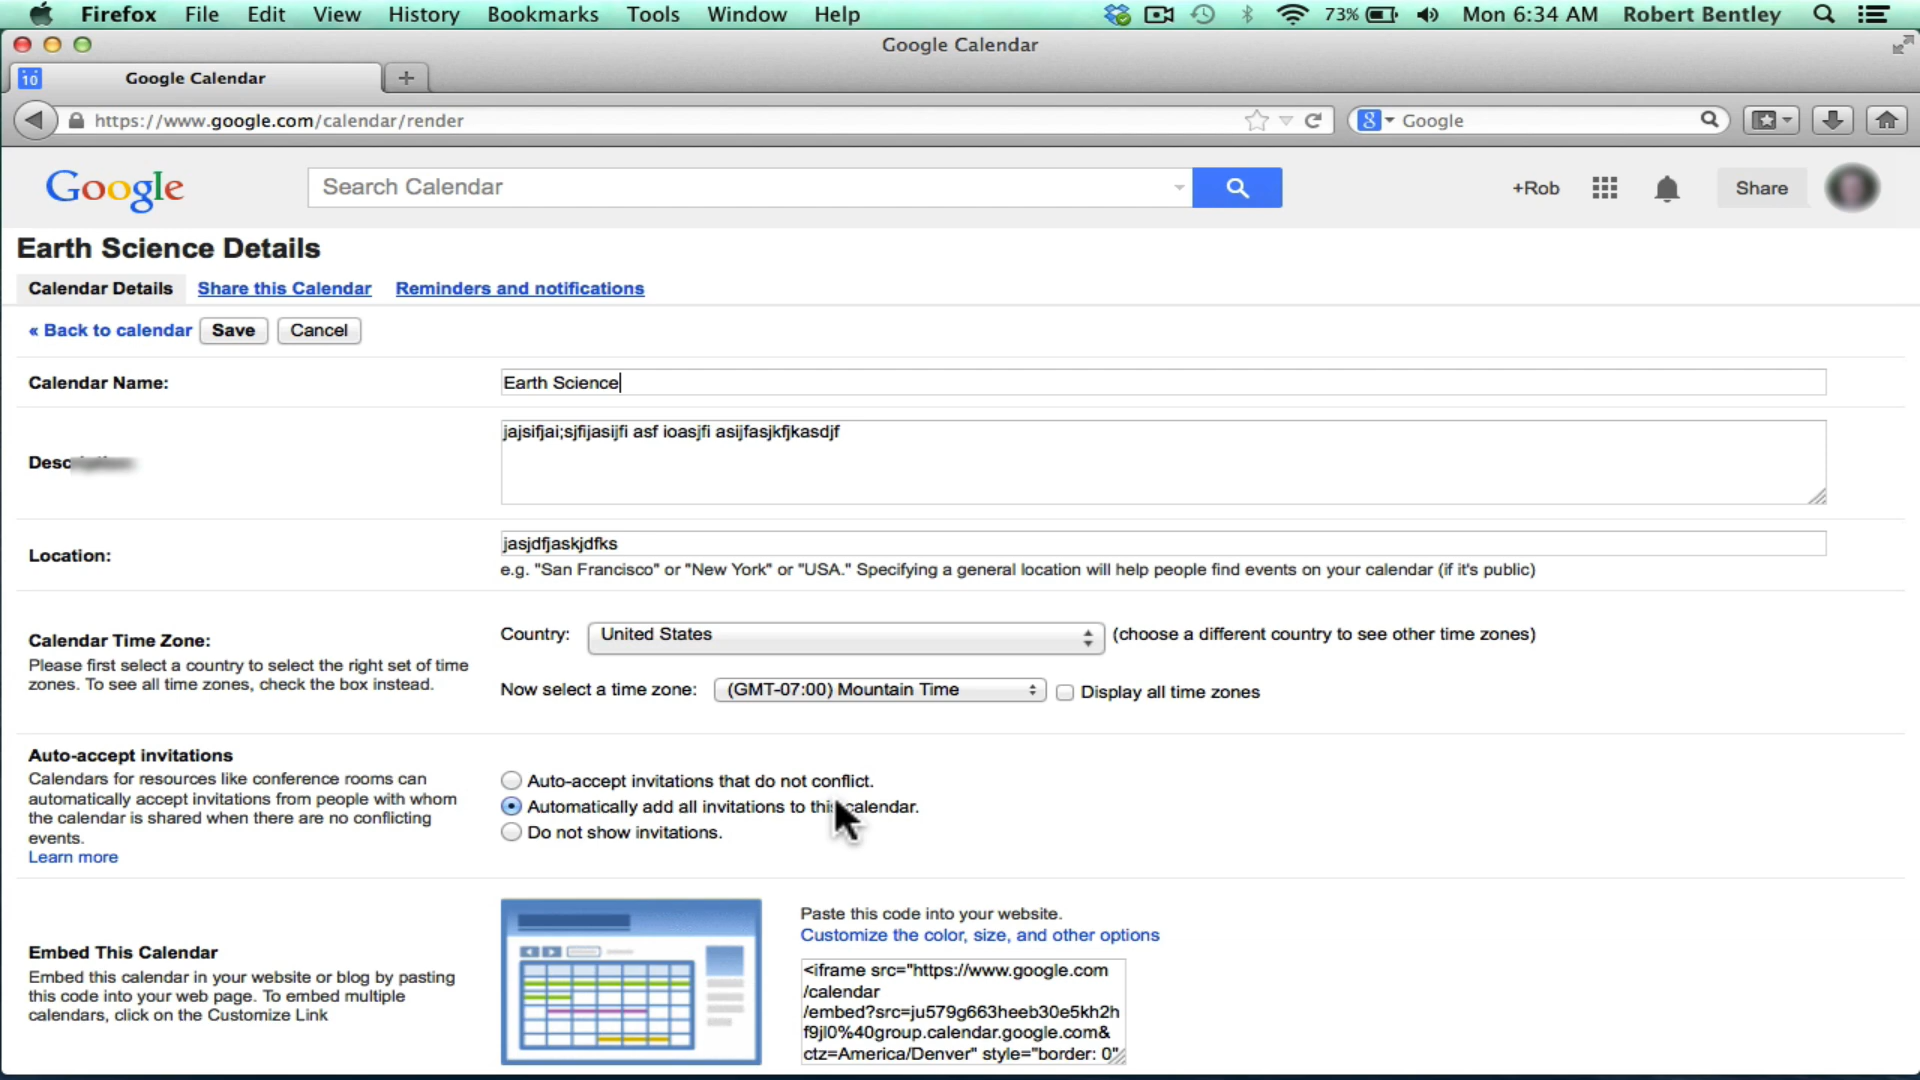 Firefox File Edit View History Bookmarks Tools Window Help 73% Mon 6:34 AM Robert Bentley
Google Calendar
10 Google Calendar
https://www.google.com/calendar/render 8 Google
Google Search Calendar +Rob Share
Earth Science Details
Calendar Details Share this Calendar Reminders and notifications
« Back to calendar Save Cancel
Calendar Name: Earth Science
jajsifjai;sjfijasijfi asf ioasjfi asijfasjkfjkasdjf
Location: jasjdfjaskjdfks
e.g. "San Francisco" or "New York" or "USA." Specifying a general location will help people find events on your calendar (if it's public)
Calendar Time Zone:
Please first select a country to select the right set of time
zones. To see all time zones, check the box instead.
Country: United States (choose a different country to see other time zones)
Now select a time zone: (GMT-07:00) Mountain Time Display all time zones
Auto-accept invitations
Calendars for resources like conference rooms can
automatically accept invitations from people with whom
the calendar is shared when there are no conflicting
events.
Learn more
Auto-accept invitations that do not conflict.
Automatically add all invitations to this calendar.
Do not show invitations.
Embed This Calendar
Embed this calendar in your website or blog by pasting
this code into your web page. To embed multiple
calendars, click on the Customize Link
Paste this code into your website.
Customize the color, size, and other options
<iframe src="https://www.google.com
/calendar
/embed?src=ju579g663heeb30e5kh2h
f9jl0%40group.calendar.google.com&
ctz=America/Denver" style="border: 0"